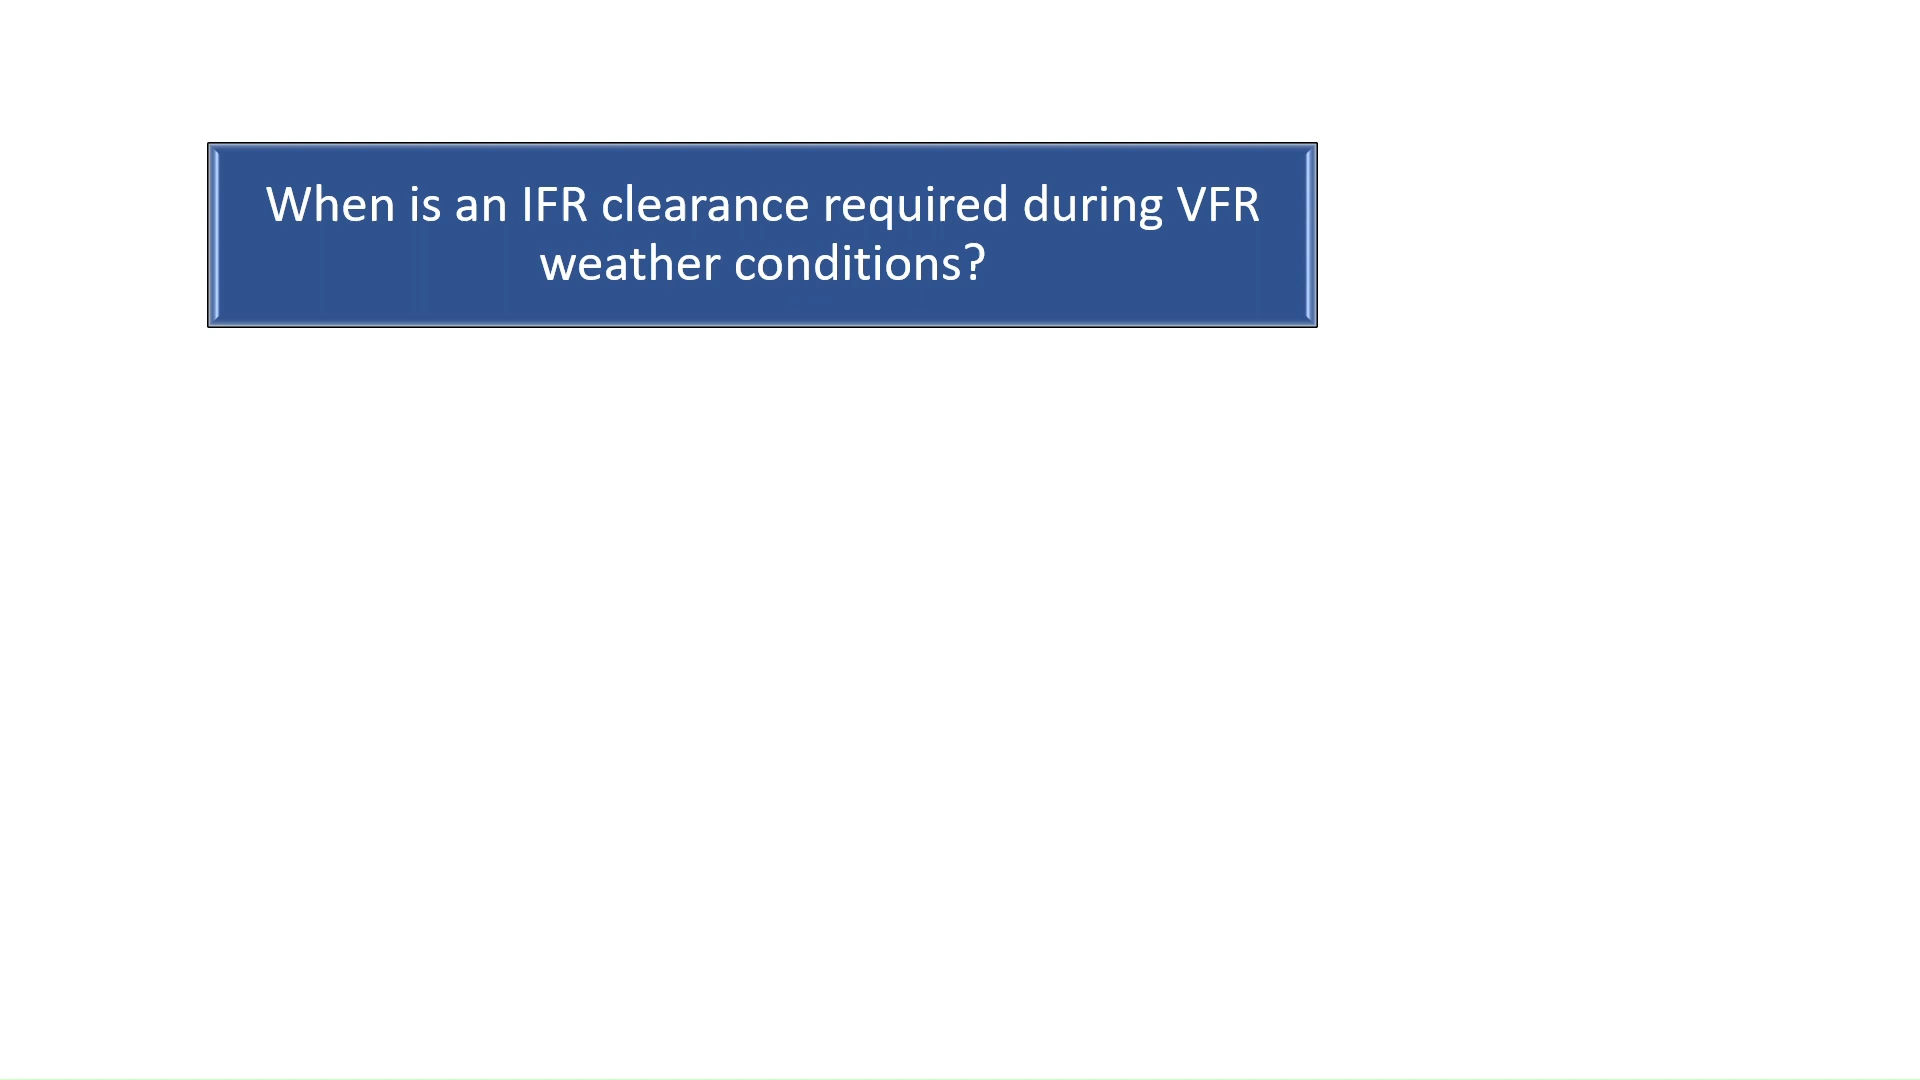 When is an IFR clearance required during VFR
weather conditions?